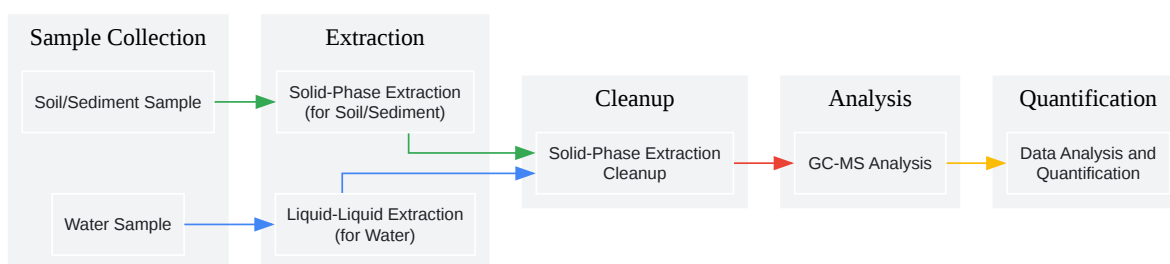 Sample Collection
Soil/Sediment Sample
Water Sample
Extraction
Solid-Phase Extraction
(for Soil/Sediment)
Liquid-Liquid Extraction
(for Water)
Cleanup
Solid-Phase Extraction
Cleanup
Analysis
GC-MS Analysis
Quantification
Data Analysis and
Quantification